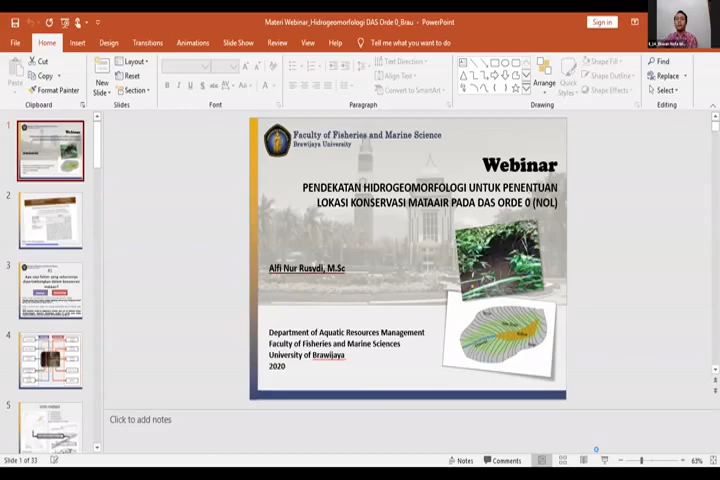 Materi Webinar_Hidrogeomorfologi DAS Orde 0_Brau - PowerPoint
Sign in
File Home Insert Design Transitions Animations Slide Show Review View Help Tell me what you want to do
Cut
Copy
Format Painter
Paste
Clipboard
New
Slide
Layout
Reset
Section
Slides
Font
Text Direction
Align Text
Convert to SmartArt
Paragraph
Arrange
Quick
Styles
Shape Fill
Shape Outline
Shape Effects
Drawing
Find
Replace
Select
Editing
1
2
3
4
5
Faculty of Fisheries and Marine Science
Brawijaya University
Webinar
PENDEKATAN HIDROGEOMORFOLOGI UNTUK PENENTUAN
LOKASI KONSERVASI MATAAIR PADA DAS ORDE 0 (NOL)
Alfi Nur Rusydi, M.Sc
Department of Aquatic Resources Management
Faculty of Fisheries and Marine Sciences
University of Brawijaya
2020
Click to add notes
Slide 1 of 33
Notes
Comments
63%